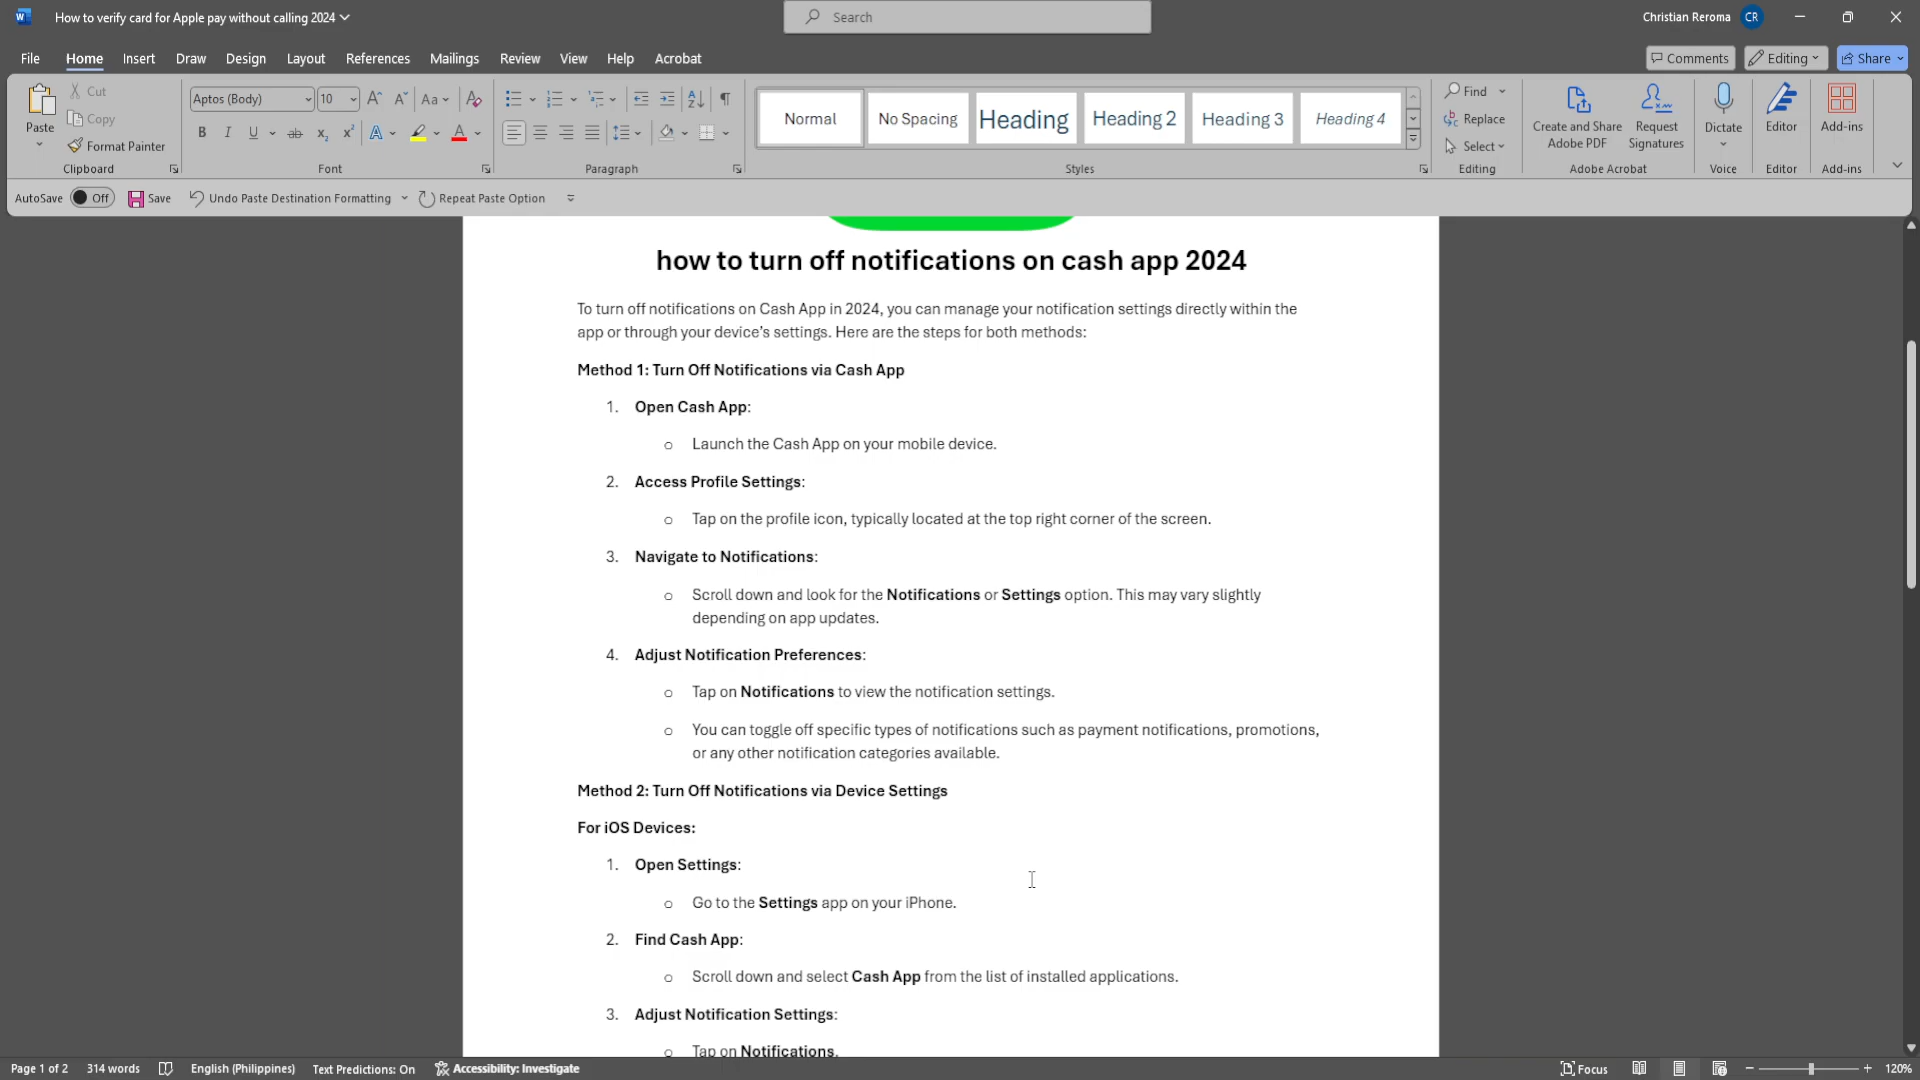 How to verify card for Apple pay without calling 2024
Search
Christian Reroma CR
File Home Insert Draw Design Layout References Mailings Review View Help Acrobat
Comments Editing Share
Paste
Cut
Copy
Format Painter
Clipboard
Aptos (Body) 10
Font
Paragraph
Normal No Spacing Heading Heading 2 Heading 3 Heading 4
Styles
Find
Replace
Select
Editing
Create and Share
Adobe PDF
Request
Signatures
Adobe Acrobat
Dictate
Voice
Editor
Editor
Add-ins
Add-ins
AutoSave Off Save Undo Paste Destination Formatting Repeat Paste Option
how to turn off notifications on cash app 2024
To turn off notifications on Cash App in 2024, you can manage your notification settings directly within the
app or through your device's settings. Here are the steps for both methods:
Method 1: Turn Off Notifications via Cash App
1. Open Cash App:
o Launch the Cash App on your mobile device.
2. Access Profile Settings:
o Tap on the profile icon, typically located at the top right corner of the screen.
3. Navigate to Notifications:
o Scroll down and look for the Notifications or Settings option. This may vary slightly
depending on app updates.
4. Adjust Notification Preferences:
o Tap on Notifications to view the notification settings.
o You can toggle off specific types of notifications such as payment notifications, promotions,
or any other notification categories available.
Method 2: Turn Off Notifications via Device Settings
For iOS Devices:
1. Open Settings:
o Go to the Settings app on your iPhone.
2. Find Cash App:
o Scroll down and select Cash App from the list of installed applications.
3. Adjust Notification Settings:
o Tap on Notifications.
Page 1 of 2 314 words English (Philippines) Text Predictions: On Accessibility: Investigate Focus 120%